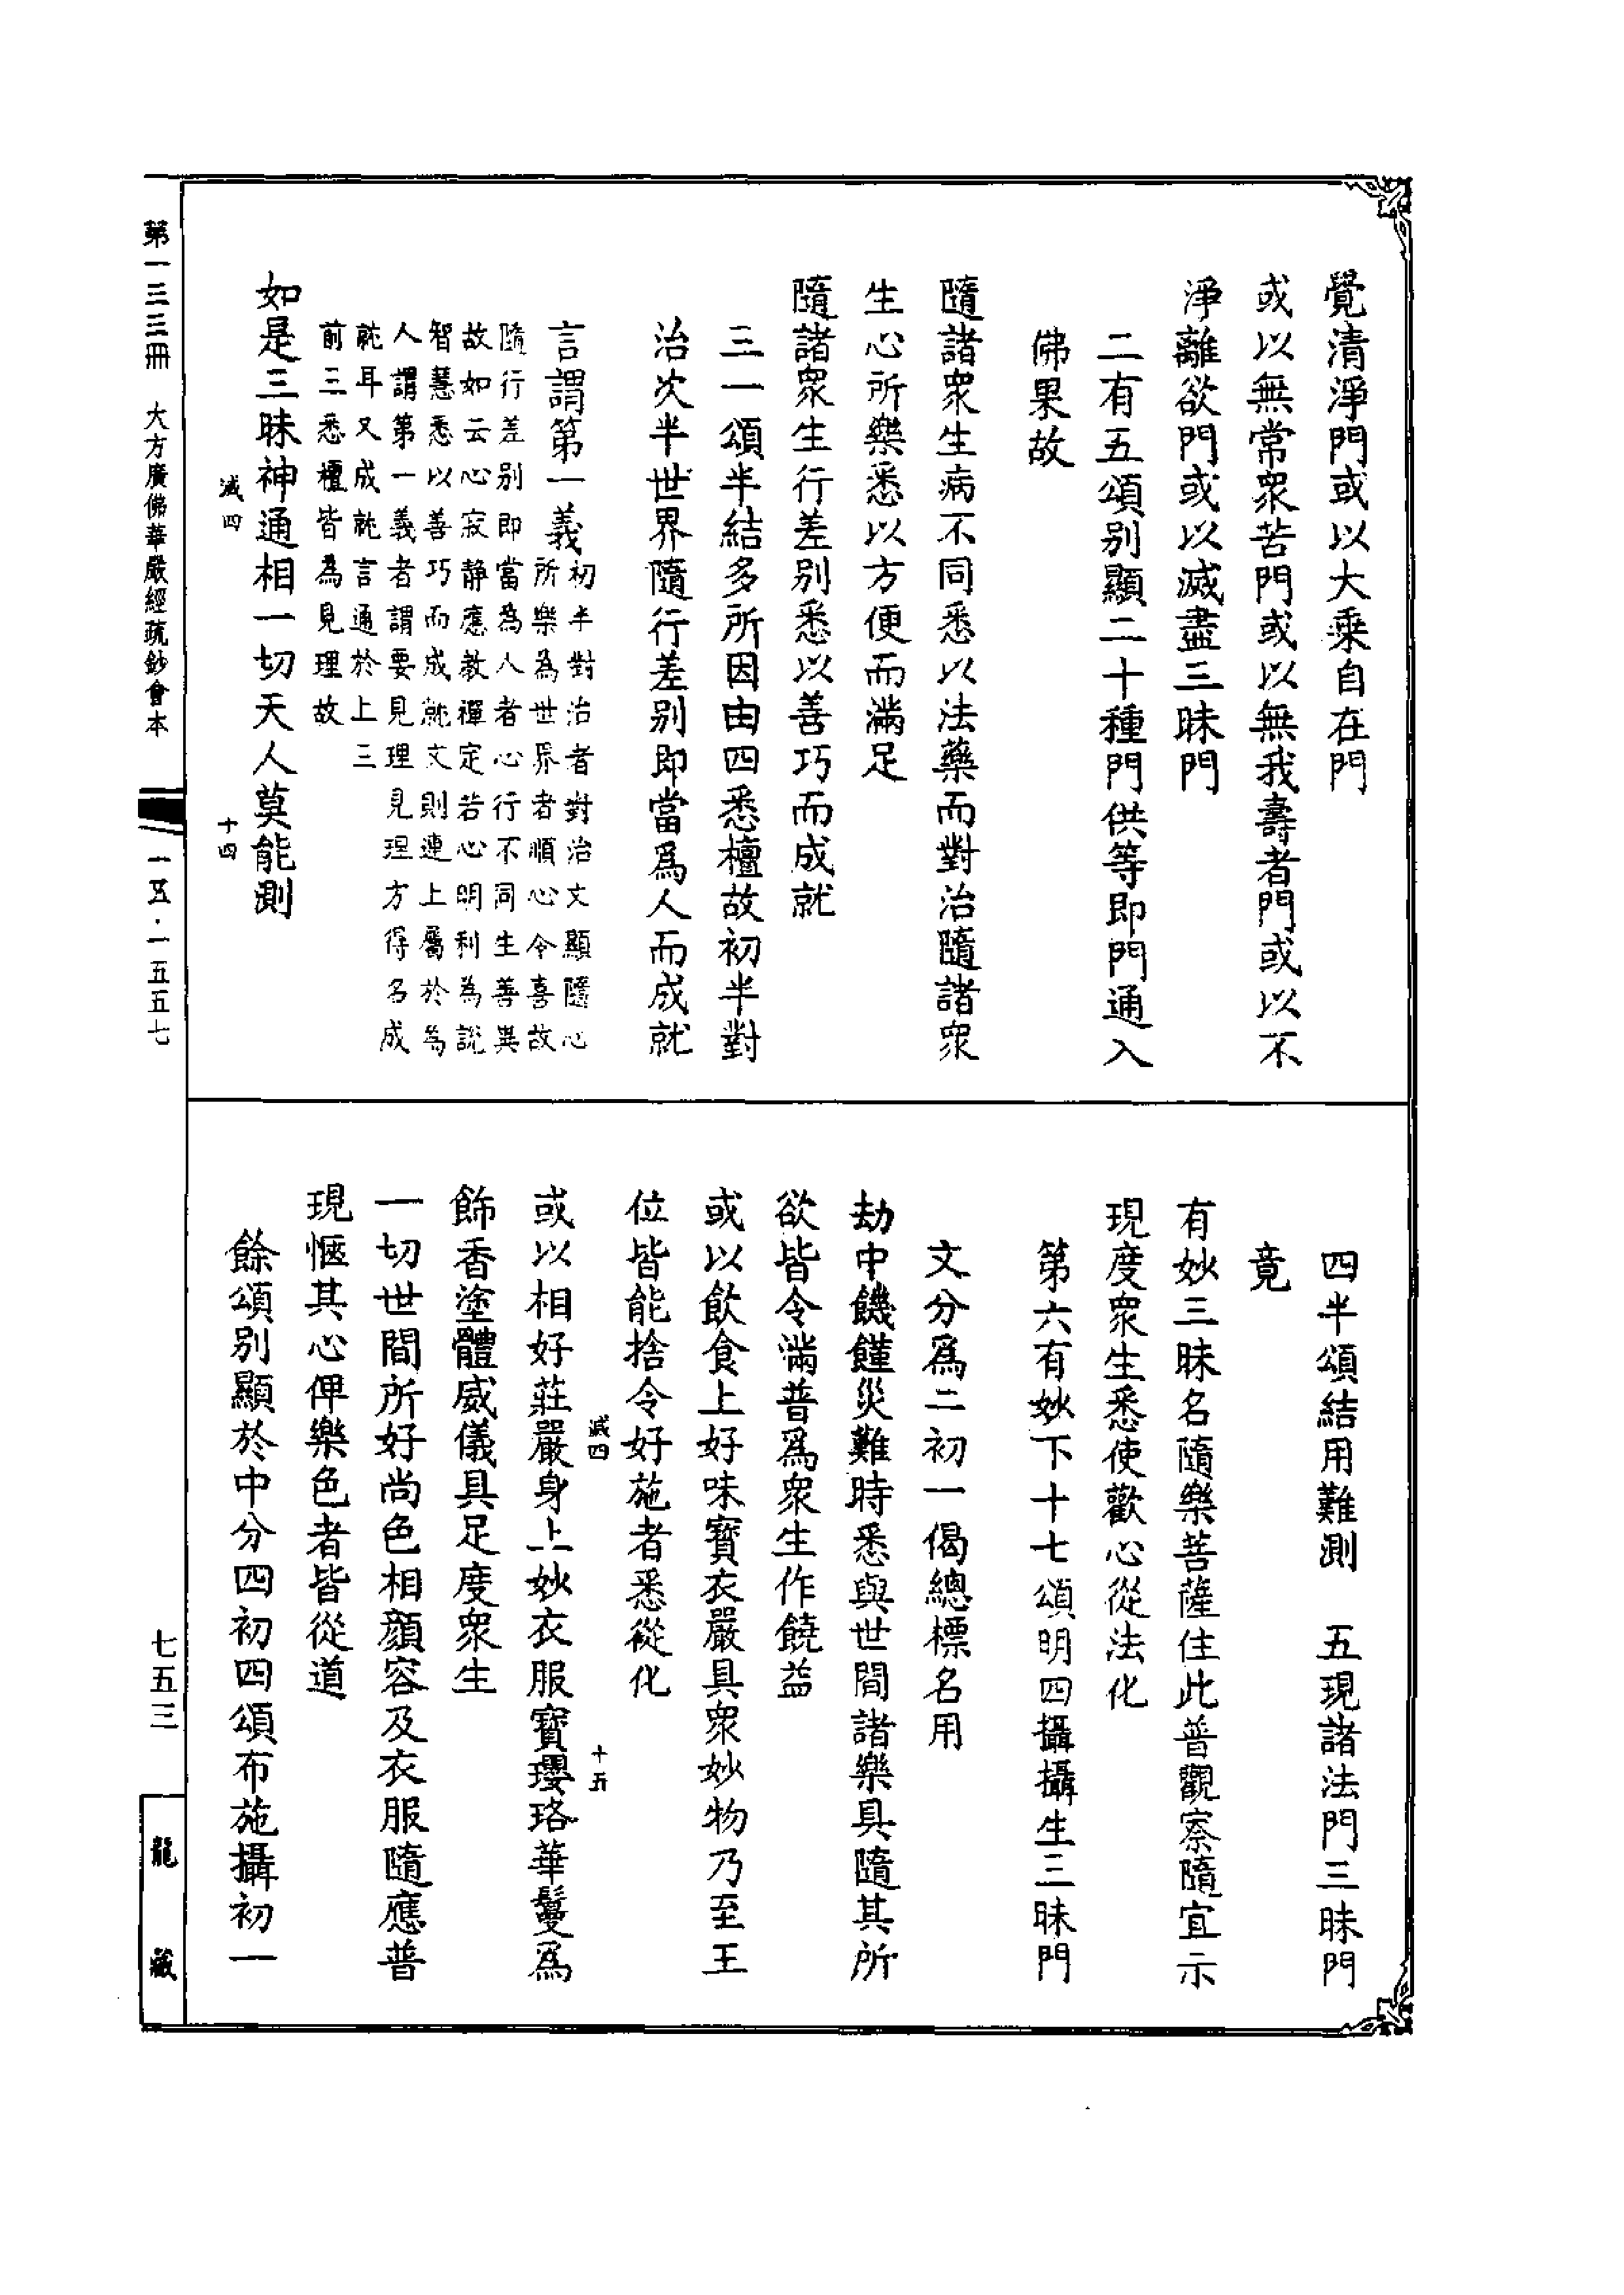 覺清淨門或以大乘自在門
或以無常衆苦門或以無我壽者門或以不
淨離欲門或以滅盡三昧門
二有五頌別顯二十種門供等即門通入
佛果故
隨諸衆生病不同悉以法藥而對治隨諸衆
生心所樂悉以方便而滿足
隨諸衆生行差別悉以善巧而成就
三一頌半結多所因由四悉檀故初半對
治次半世界隨行差別即當爲人而成就
言謂第一義初半對治者對治文顯隨心
所樂為世界者順心令喜故
隨行差別即當為人者心行不同生善異
故如云心寂靜應教禪定若心明利為說
智慧悉以善巧而成就文則連上屬於為
人謂第一義者謂要見理見理方得名成
就耳又成就言通於上三
前三悉檀皆為見理故
如是三昧神通相一切天人莫能測
減四
十四
四半頌結用難測 五現諸法門三昧門
竟
有妙三昧名隨樂菩薩住此普觀察隨宜示
現度衆生悉使歡心從法化
第六有妙下十七頌明四攝攝生三昧門
文分爲二初一偈總標名用
劫中饑饉災難時悉與世間諸樂具隨其所
欲皆令滿普爲衆生作饒益
或以飲食上好味寶衣嚴具衆妙物乃至王
位皆能捨令好施者悉從化
減四
十五
或以相好莊嚴身上妙衣服寶瓔珞華鬘爲
飾香塗體威儀具足度衆生
一切世間所好尚色相顏容及衣服隨應普
現愜其心俾樂色者皆從道
餘頌別顯於中分四初四頌布施攝初一
第一三三冊 大方廣佛華嚴經疏鈔會本
一五·一五五七
七五三
龍藏